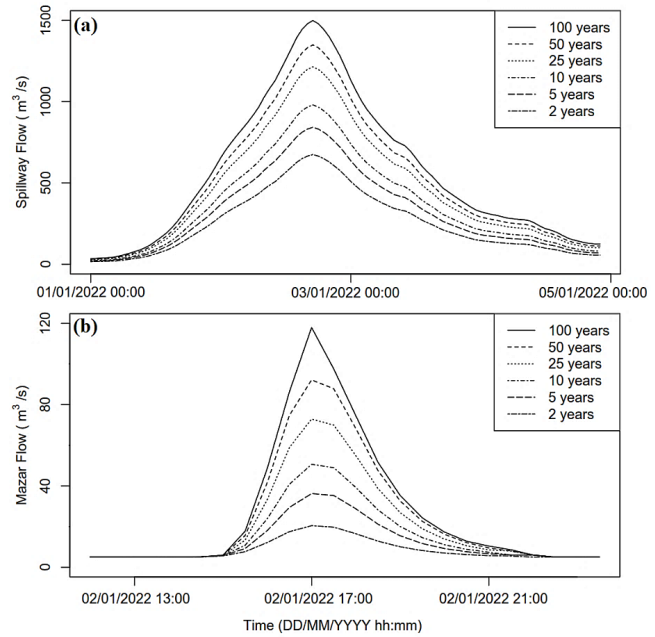 (a)
1500
1000
500
0
Spillway Flow ( m³ /s)
100 years
50 years
25 years
10 years
5 years
2 years
01/01/2022 00:00 03/01/2022 00:00 05/01/2022 00:00
(b)
120
80
40
0
Mazar Flow ( m³ /s)
100 years
50 years
25 years
10 years
5 years
2 years
02/01/2022 13:00 02/01/2022 17:00 02/01/2022 21:00
Time (DD/MM/YYYY hh:mm)